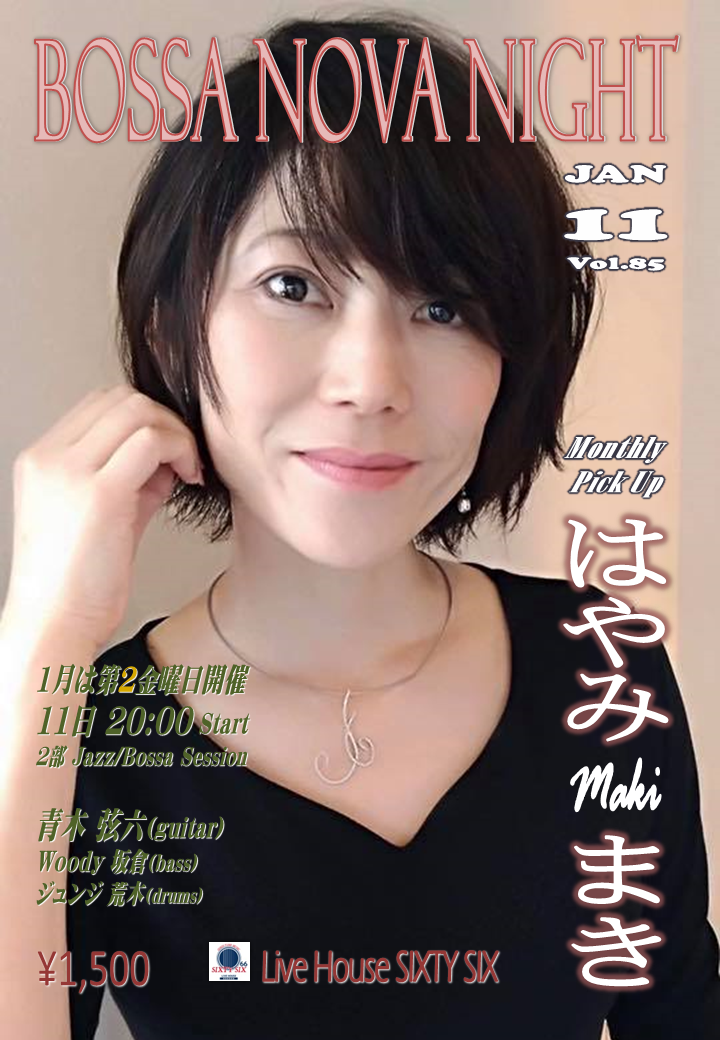 BOSSA NOVA NIGHT
JAN
11
Vol.85
Monthly
Pick Up
はやみ
Maki
まき
1月は第2金曜日開催
11日 20:00 Start
2部 Jazz/Bossa Session
青木 弦六(guitar)
Woody 坂倉(bass)
ジュンジ 荒木(drums)
¥1,500
SIXTY SIX
66
Live House SIXTY SIX